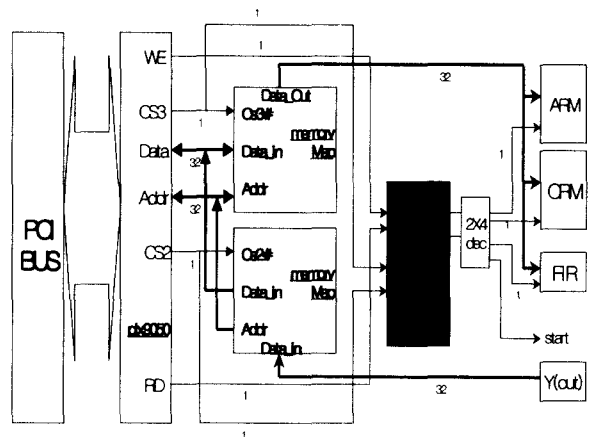 1
WE
1
32
Data_Out
CS3
Cs3#
1
memory
Map
Data
Data_in
32
Addr
Addr
32
CS2
Cs2#
1
memory
Map
Data_in
Addr
Data_in
PCI
BUS
plx9050
RD
1
1
2X4
dec
ARM
1
CRM
1
FIR
1
start
Y(out)
32